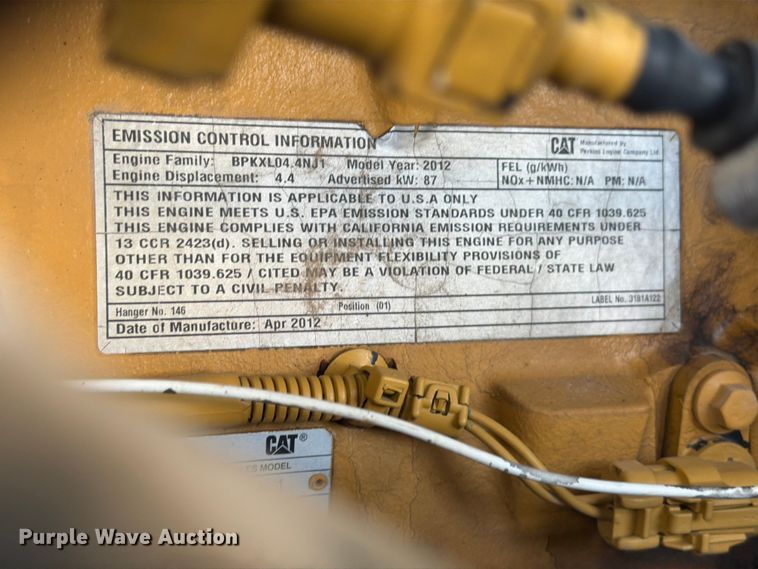 EMISSION CONTROL INFORMATION
CAT Manufactured by Perkins Engine Company Ltd.
Engine Family: BPKXL04.4NJ1 Model Year: 2012
Engine Displacement: 4.4 Advertised kW: 87
FEL (g/kWh)
NOx+NMHC: N/A PM: N/A
THIS INFORMATION IS APPLICABLE TO U.S.A ONLY
THIS ENGINE MEETS U.S. EPA EMISSION STANDARDS UNDER 40 CFR 1039.625
THIS ENGINE COMPLIES WITH CALIFORNIA EMISSION REQUIREMENTS UNDER
13 CCR 2423(d). SELLING OR INSTALLING THIS ENGINE FOR ANY PURPOSE
OTHER THAN FOR THE EQUIPMENT FLEXIBILITY PROVISIONS OF
40 CFR 1039.625 / CITED MAY BE A VIOLATION OF FEDERAL / STATE LAW
SUBJECT TO A CIVIL PENALTY.
Hanger No. 146 Position (01) LABEL No. 3181A122
Date of Manufacture: Apr 2012
CAT®
MODEL
Purple Wave Auction